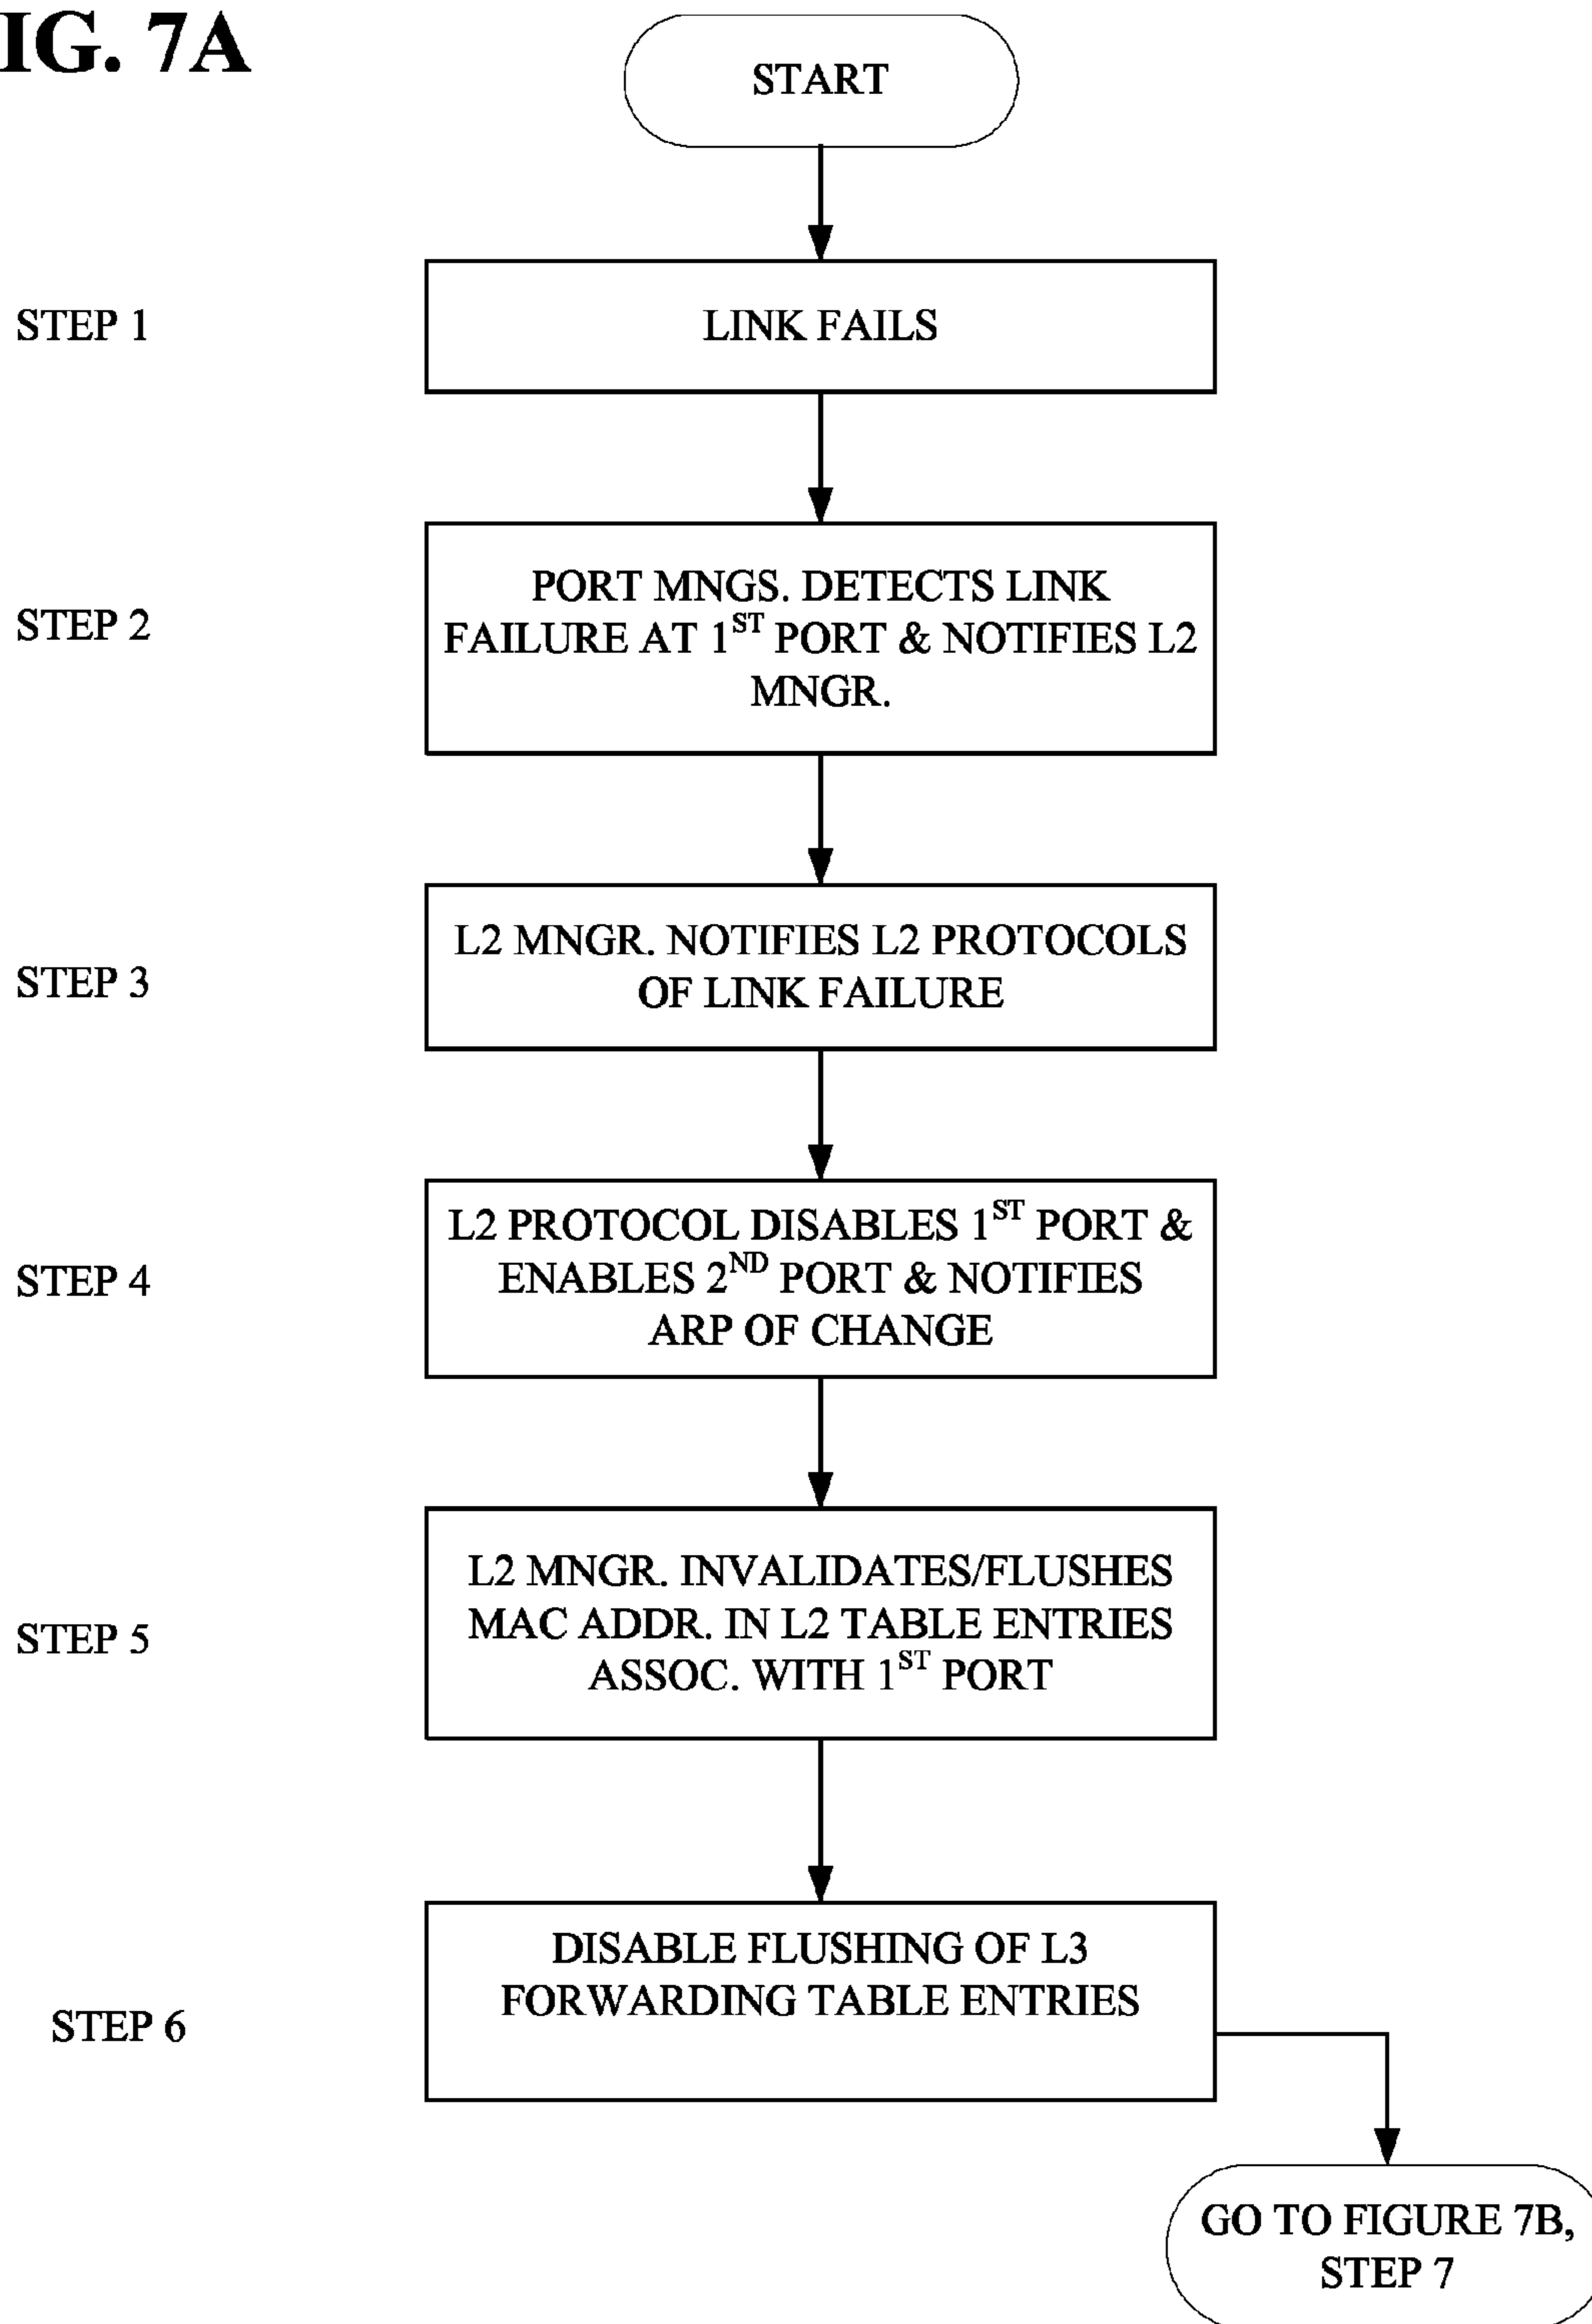 IG. 7A
START
STEP 1
LINK FAILS
STEP 2
PORT MNGS. DETECTS LINK
FAILURE AT 1ST PORT & NOTIFIES L2
MNGR.
STEP 3
L2 MNGR. NOTIFIES L2 PROTOCOLS
OF LINK FAILURE
STEP 4
L2 PROTOCOL DISABLES 1ST PORT &
ENABLES 2ND PORT & NOTIFIES
ARP OF CHANGE
STEP 5
L2 MNGR. INVALIDATES/FLUSHES
MAC ADDR. IN L2 TABLE ENTRIES
ASSOC. WITH 1ST PORT
STEP 6
DISABLE FLUSHING OF L3
FORWARDING TABLE ENTRIES
GO TO FIGURE 7B,
STEP 7